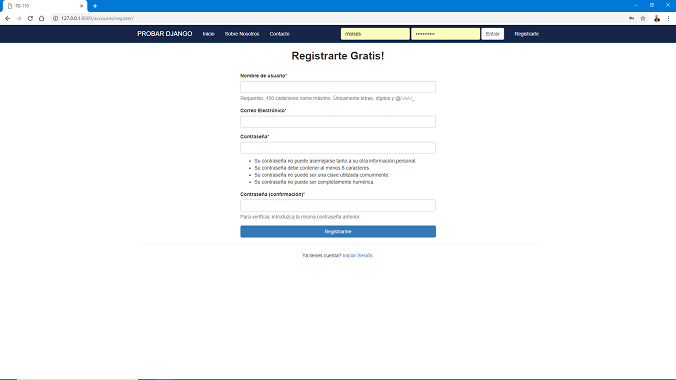 PD 110
127.0.0.1:8000/accounts/register/
PROBAR DJANGO Inicio Sobre Nosotros Contacto moises Entrar Registrarte
Registrarte Gratis!
Nombre de usuario*
Requerido. 150 carácteres como máximo. Únicamente letras, dígitos y @/./+/-/_
Correo Electrónico*
Contraseña*
Su contraseña no puede asemejarse tanto a su otra información personal.
Su contraseña debe contener al menos 8 caracteres.
Su contraseña no puede ser una clave utilizada comunmente.
Su contraseña no puede ser completamente numérica.
Contraseña (confirmación)*
Para verificar, introduzca la misma contraseña anterior.
Registrarme
Ya tienes cuenta? Iniciar Sesión